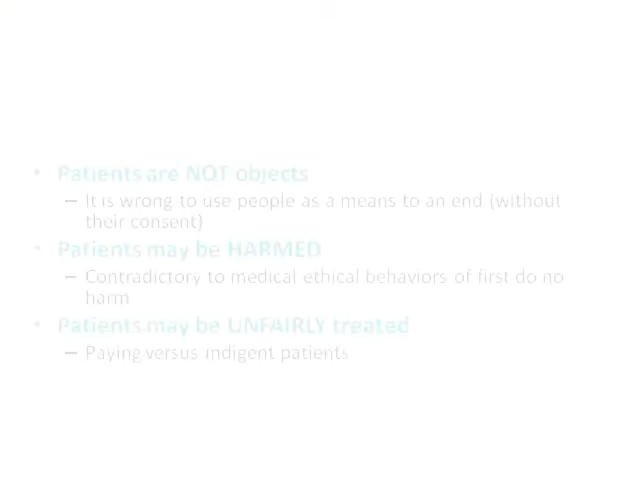 • Patients are NOT objects
– It is wrong to use people as a means to an end (without
their consent)
• Patients may be HARMED
– Contradictory to medical ethical behaviors of first do no
harm
• Patients may be UNFAIRLY treated
– Paying versus indigent patients